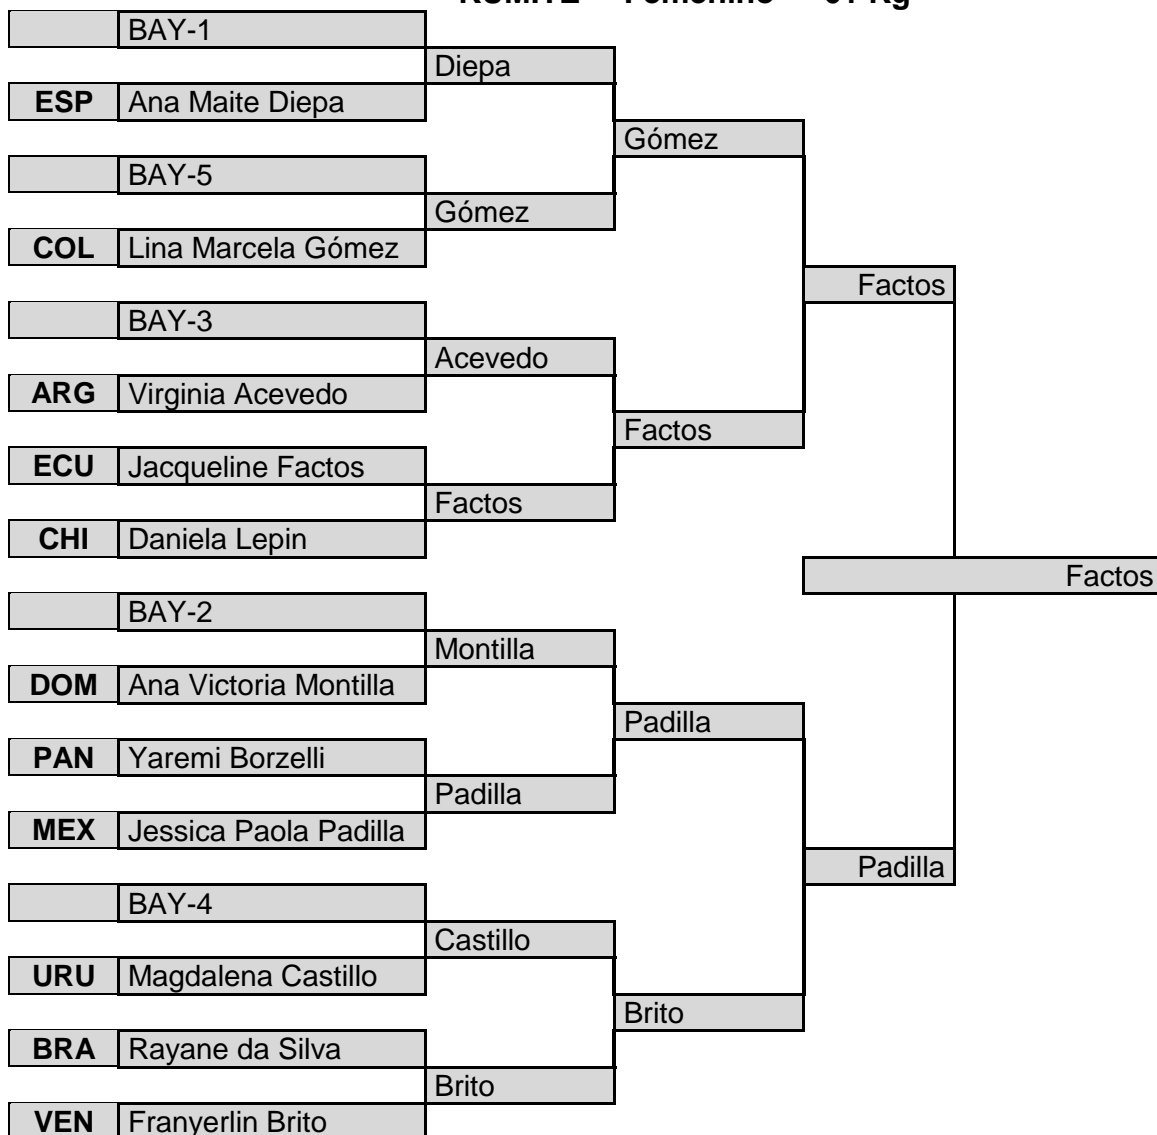 BAY-1
Diepa
ESP Ana Maite Diepa
Gómez
BAY-5
Gómez
COL Lina Marcela Gómez
Factos
BAY-3
Acevedo
ARG Virginia Acevedo
Factos
ECU Jacqueline Factos
Factos
CHI Daniela Lepin
Factos
BAY-2
Montilla
DOM Ana Victoria Montilla
Padilla
PAN Yaremi Borzelli
Padilla
MEX Jessica Paola Padilla
Padilla
BAY-4
Castillo
URU Magdalena Castillo
Brito
BRA Rayane da Silva
Brito
VEN Franyerlin Brito